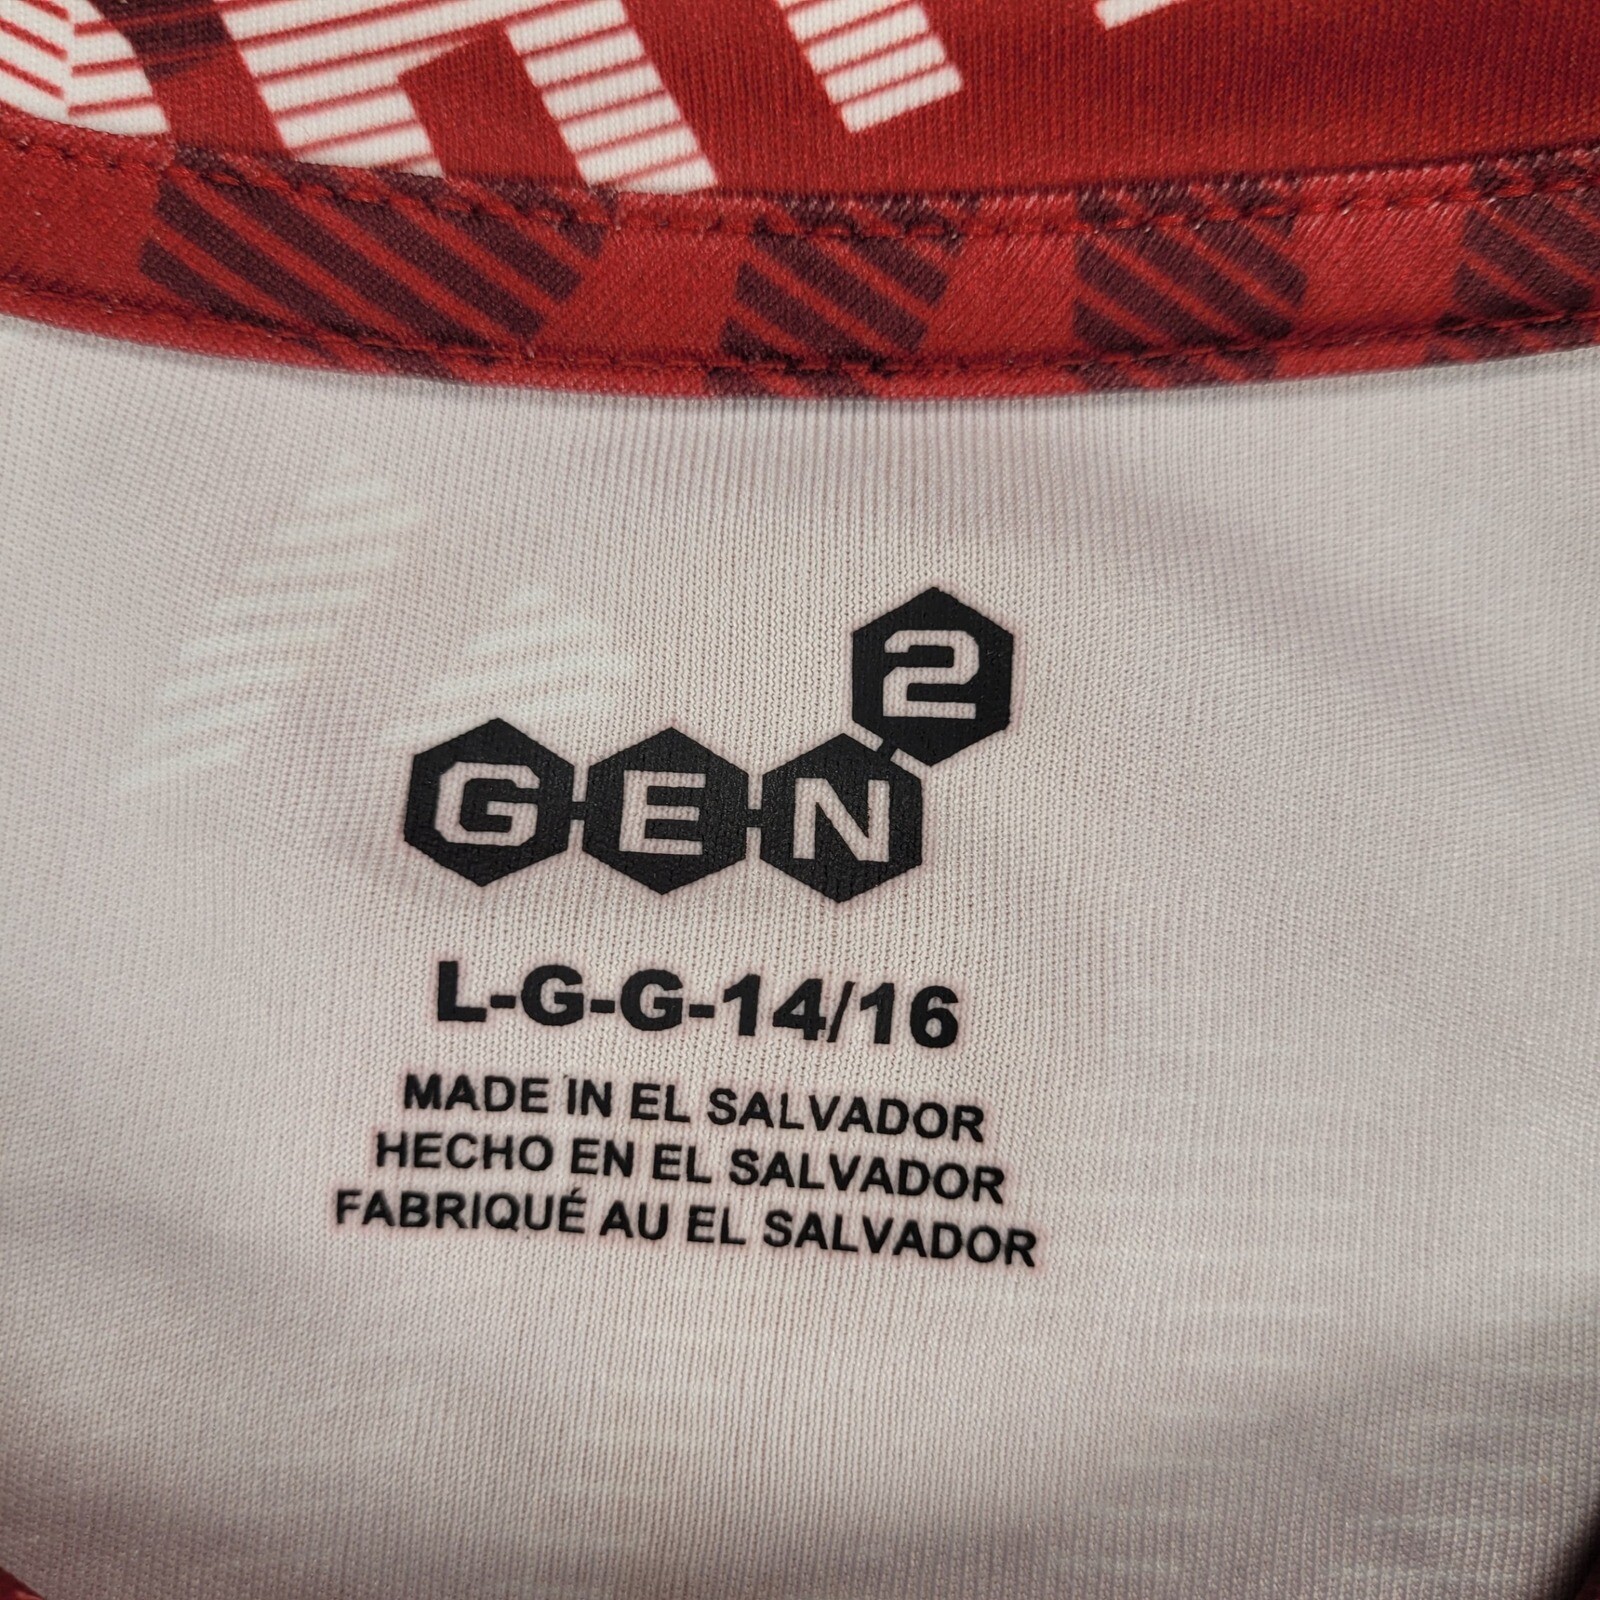 GEN2
L-G-G-14/16
MADE IN EL SALVADOR
HECHO EN EL SALVADOR
FABRIQUÉ AU EL SALVADOR